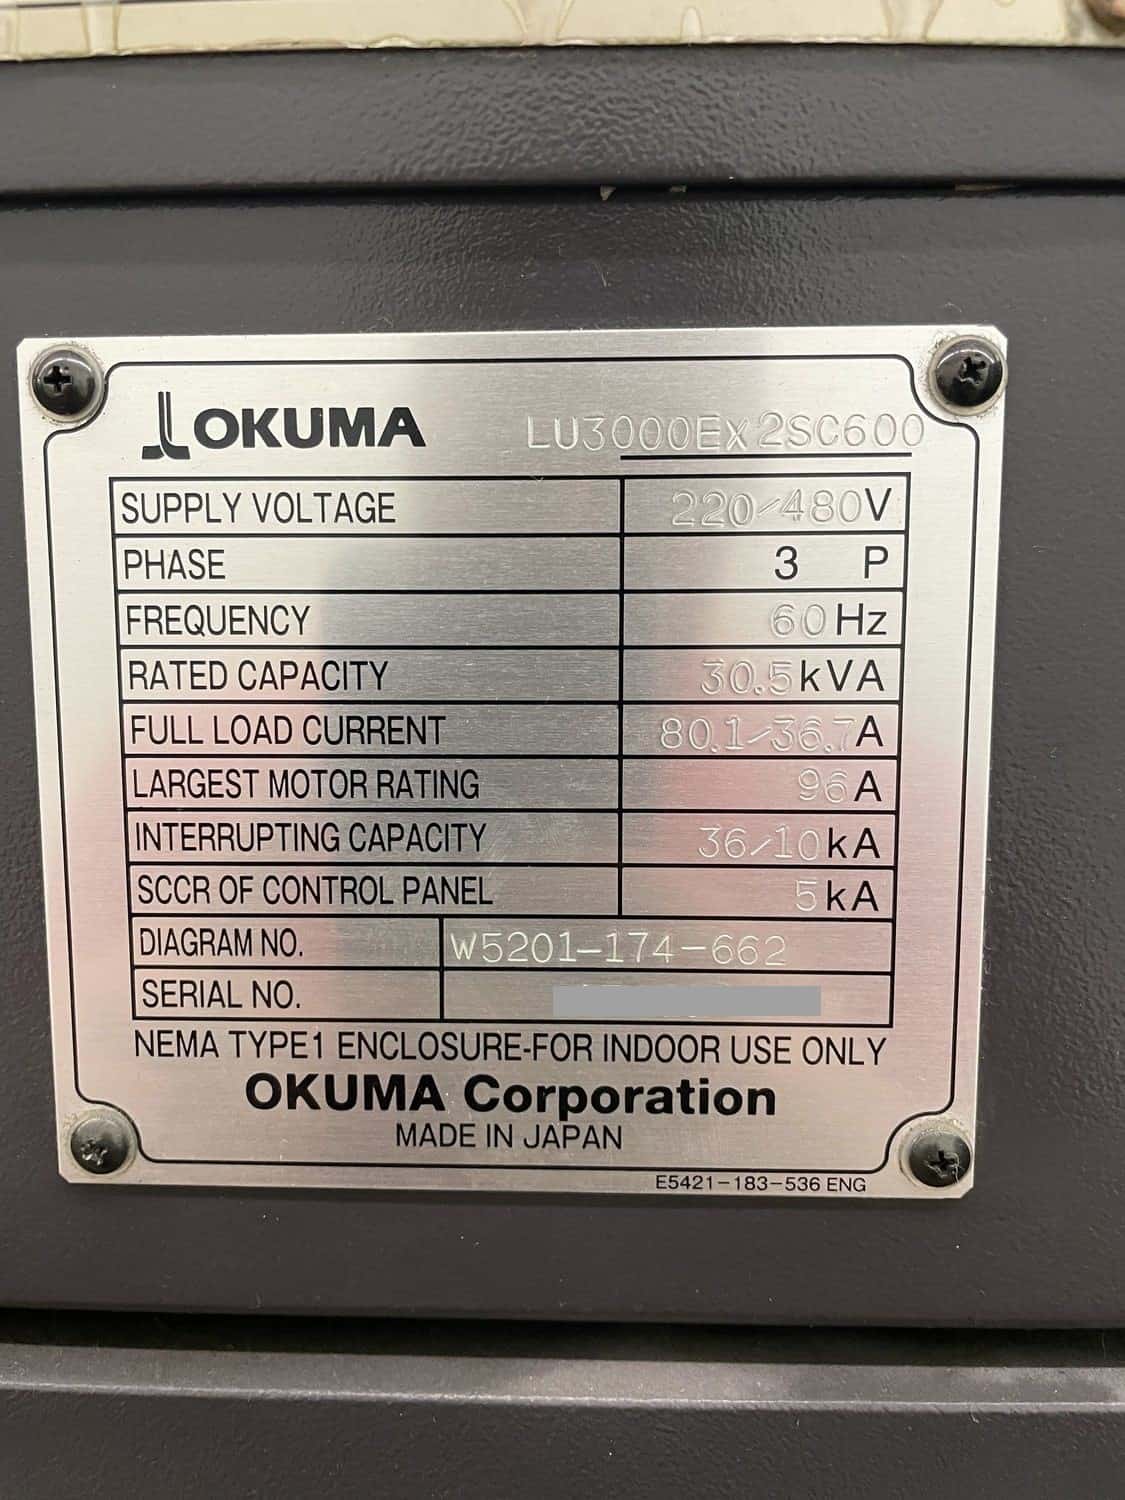 OKUMA LU3000EX2SC600
SUPPLY VOLTAGE 220/480V
PHASE 3 P
FREQUENCY 60Hz
RATED CAPACITY 30.5kVA
FULL LOAD CURRENT 80.1/36.7A
LARGEST MOTOR RATING 96A
INTERRUPTING CAPACITY 36/10kA
SCCR OF CONTROL PANEL 5kA
DIAGRAM NO. W5201-174-662
SERIAL NO.
NEMA TYPE1 ENCLOSURE-FOR INDOOR USE ONLY
OKUMA Corporation
MADE IN JAPAN
E5421-183-536 ENG